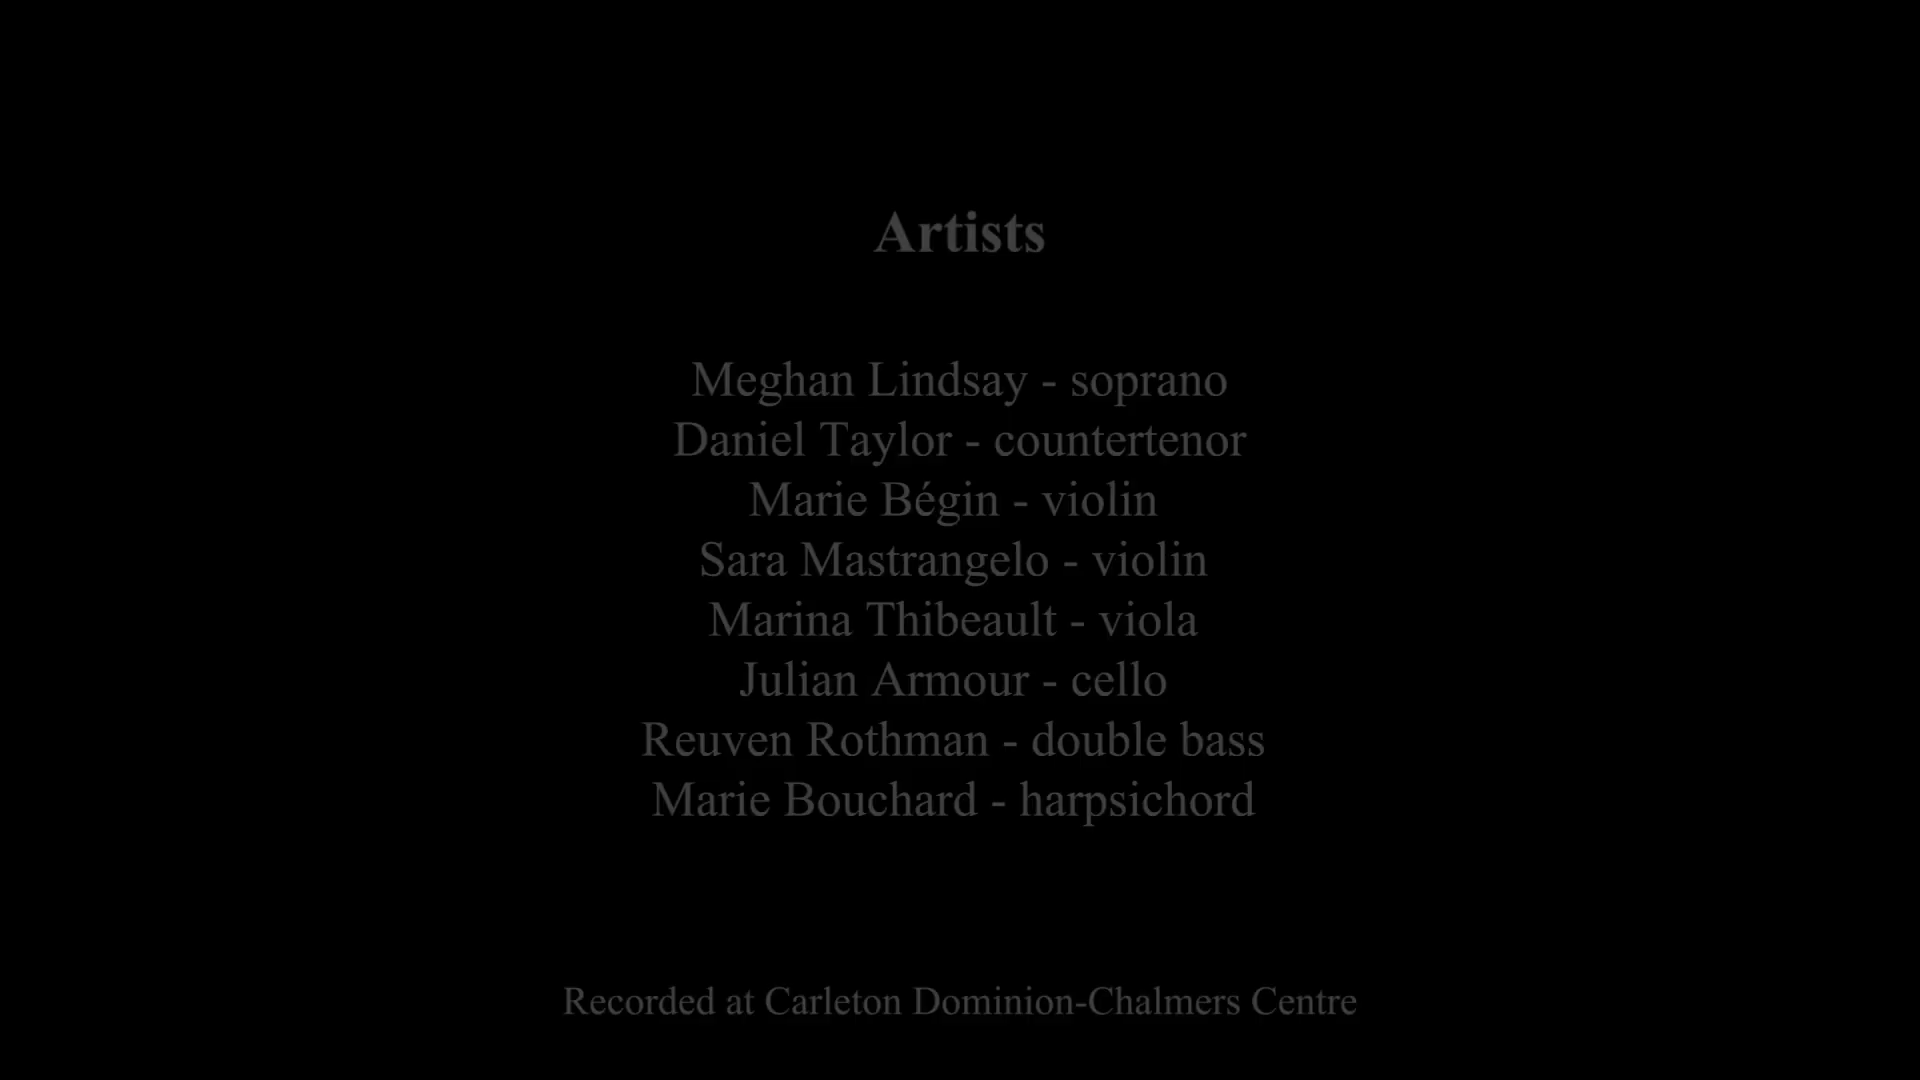 Artists
Meghan Lindsay - soprano
Daniel Taylor - countertenor
Marie Bégin - violin
Sara Mastrangelo - violin
Marina Thibeault - viola
Julian Armour - cello
Reuven Rothman - double bass
Marie Bouchard - harpsichord
Recorded at Carleton Dominion-Chalmers Centre